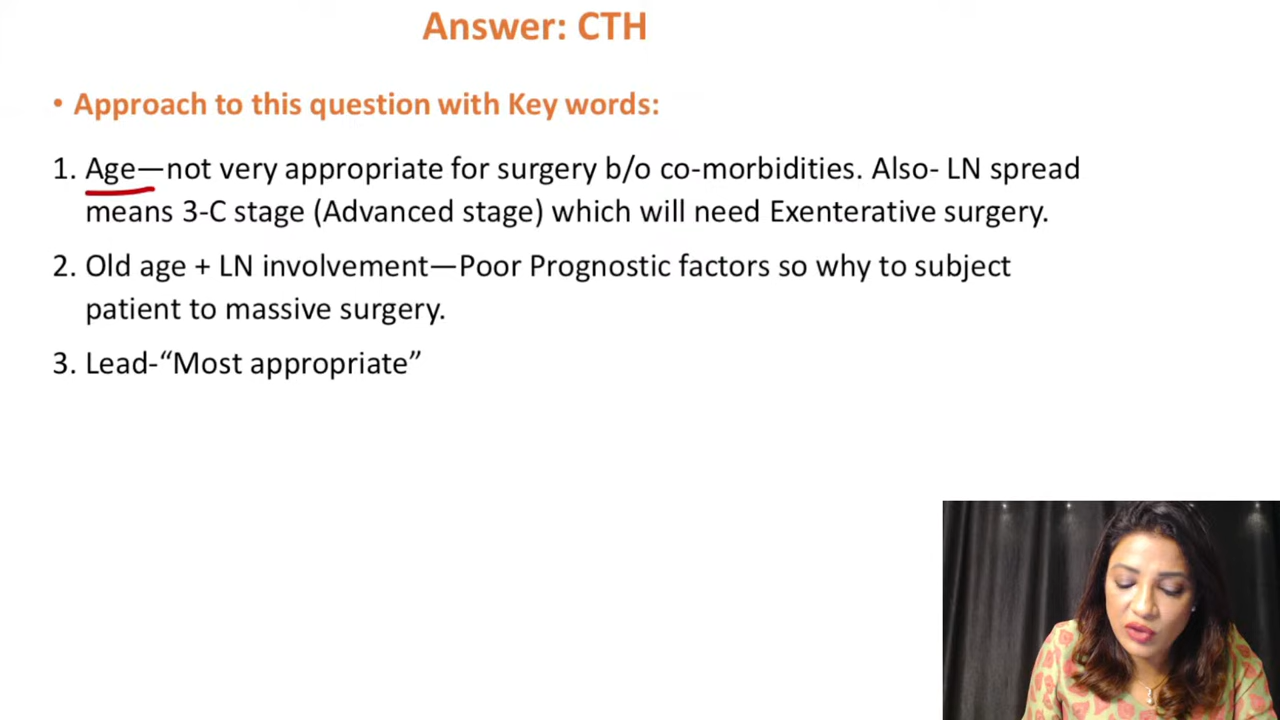 Answer: CTH
• Approach to this question with Key words:
1. Age—not very appropriate for surgery b/o co-morbidities. Also- LN spread
means 3-C stage (Advanced stage) which will need Exenterative surgery.
2. Old age + LN involvement—Poor Prognostic factors so why to subject
patient to massive surgery.
3. Lead-“Most appropriate”